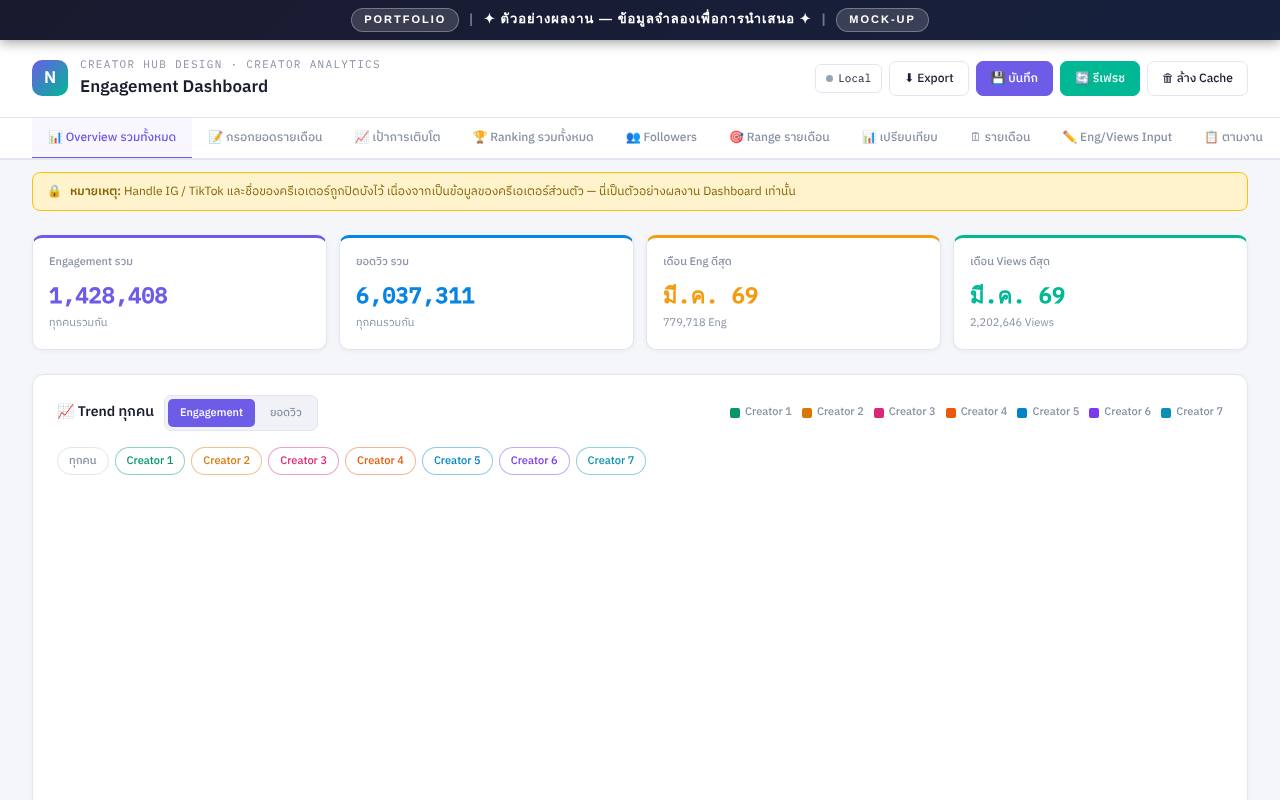 PORTFOLIO | ✦ ตัวอย่างผลงาน — ข้อมูลจำลองเพื่อการนำเสนอ ✦ | MOCK-UP
N
CREATOR HUB DESIGN · CREATOR ANALYTICS
Engagement Dashboard
Local
⬇ Export
💾 บันทึก
🔄 รีเฟรช
🗑 ล้าง Cache
📊 Overview รวมทั้งหมด
📝 กรอกยอดรายเดือน
📈 เป้าการเติบโต
🏆 Ranking รวมทั้งหมด
👥 Followers
🎯 Range รายเดือน
📊 เปรียบเทียบ
🗓 รายเดือน
✏️ Eng/Views Input
📋 ตามงาน
🔒 หมายเหตุ: Handle IG / TikTok และชื่อของครีเอเตอร์ถูกปิดบังไว้ เนื่องจากเป็นข้อมูลของครีเอเตอร์ส่วนตัว — นี่เป็นตัวอย่างผลงาน Dashboard เท่านั้น
Engagement รวม
1,428,408
ทุกคนรวมกัน
ยอดวิว รวม
6,037,311
ทุกคนรวมกัน
เดือน Eng ดีสุด
มี.ค. 69
779,718 Eng
เดือน Views ดีสุด
มี.ค. 69
2,202,646 Views
📈 Trend ทุกคน
Engagement
ยอดวิว
Creator 1
Creator 2
Creator 3
Creator 4
Creator 5
Creator 6
Creator 7
ทุกคน
Creator 1
Creator 2
Creator 3
Creator 4
Creator 5
Creator 6
Creator 7